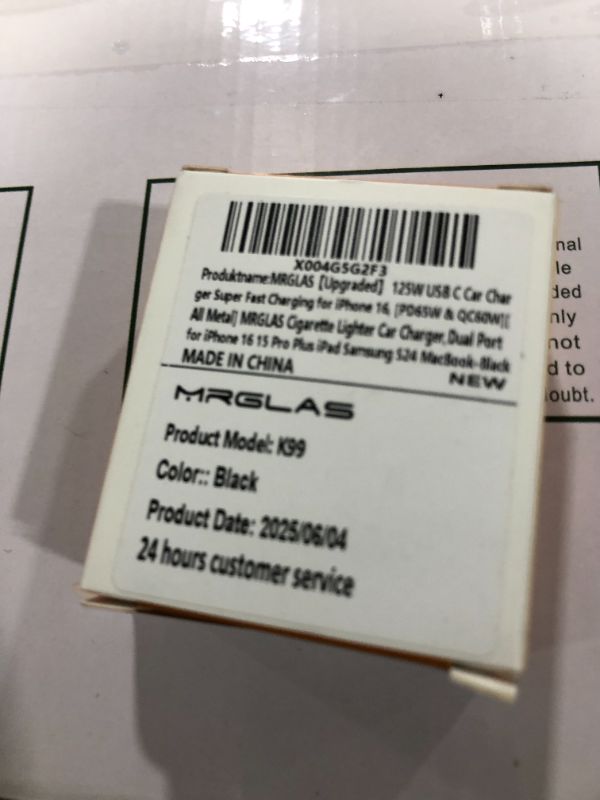 X004G5G2F3
Produktname:MRGLAS【Upgraded】 125W USB C Car Char
ger Super Fast Charging for iPhone 16, [PD65W & QC60W][
All Metal] MRGLAS Cigarette Lighter Car Charger, Dual Port
for iPhone 16 15 Pro Plus iPad Samsung S24 MacBook-Black
MADE IN CHINA
NEW
MRGLAS
Product Model: K99
Color:: Black
Product Date: 2025/06/04
24 hours customer service
nal
le
ded
nly
not
d to
oubt.